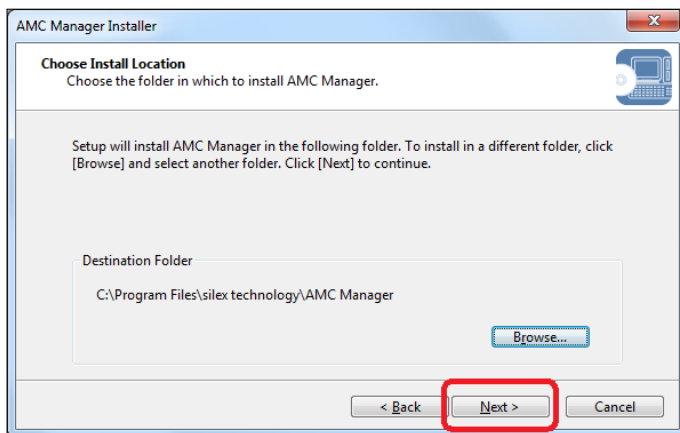 AMC Manager Installer
Choose Install Location
Choose the folder in which to install AMC Manager.
Setup will install AMC Manager in the following folder. To install in a different folder, click
[Browse] and select another folder. Click [Next] to continue.
Destination Folder
C:\Program Files\silex technology\AMC Manager
Browse...
< Back Next > Cancel